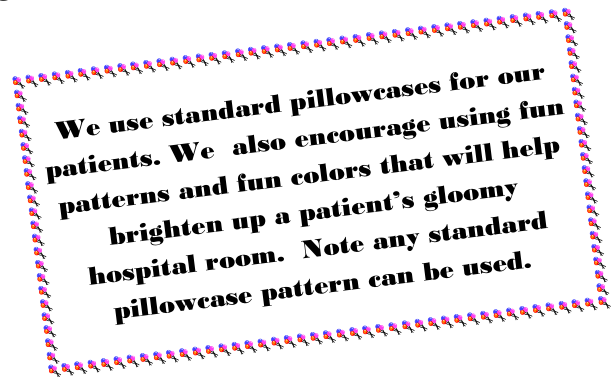 We use standard pillowcases for our
patients. We  also encourage using fun
patterns and fun colors that will help
brighten up a patient’s gloomy
hospital room.  Note any standard
pillowcase pattern can be used.